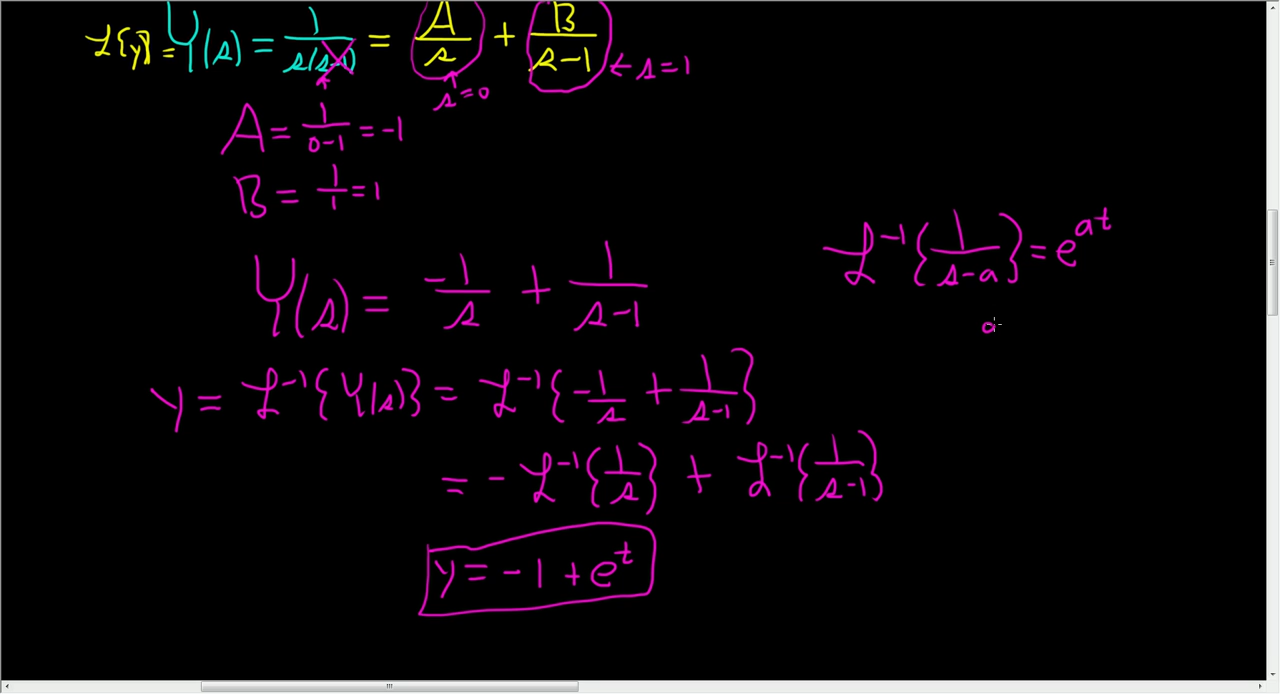 ℒ{y} = Y(s) = 1/(s(s-1)) = A/s + B/(s-1) ← s=1
↑ s=0
A = 1/(0-1) = -1
B = 1/1 = 1
ℒ⁻¹{1/(s-a)} = e^(at)
Y(s) = -1/s + 1/(s-1)
a
y = ℒ⁻¹{Y(s)} = ℒ⁻¹{-1/s + 1/(s-1)}
= - ℒ⁻¹{1/s} + ℒ⁻¹{1/(s-1)}
y = -1 + e^t